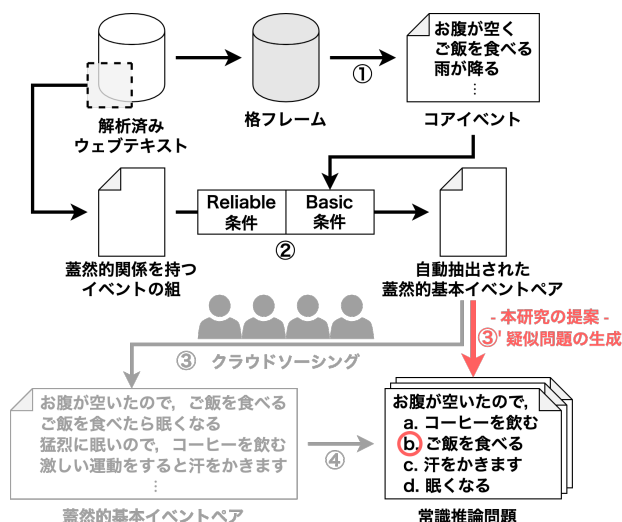 お腹が空く
ご飯を食べる
雨が降る
⋮
①
解析済み
ウェブテキスト
格フレーム
コアイベント
Reliable
条件
Basic
条件
②
蓋然的関係を持つ
イベントの組
自動抽出された
蓋然的基本イベントペア
- 本研究の提案 -
③' 疑似問題の生成
③ クラウドソーシング
お腹が空いたので，ご飯を食べる
ご飯を食べたら眠くなる
猛烈に眠いので，コーヒーを飲む
激しい運動をすると汗をかきます
⋮
④
お腹が空いたので，
a. コーヒーを飲む
b. ご飯を食べる
c. 汗をかきます
d. 眠くなる
蓋然的基本イベントペア
常識推論問題